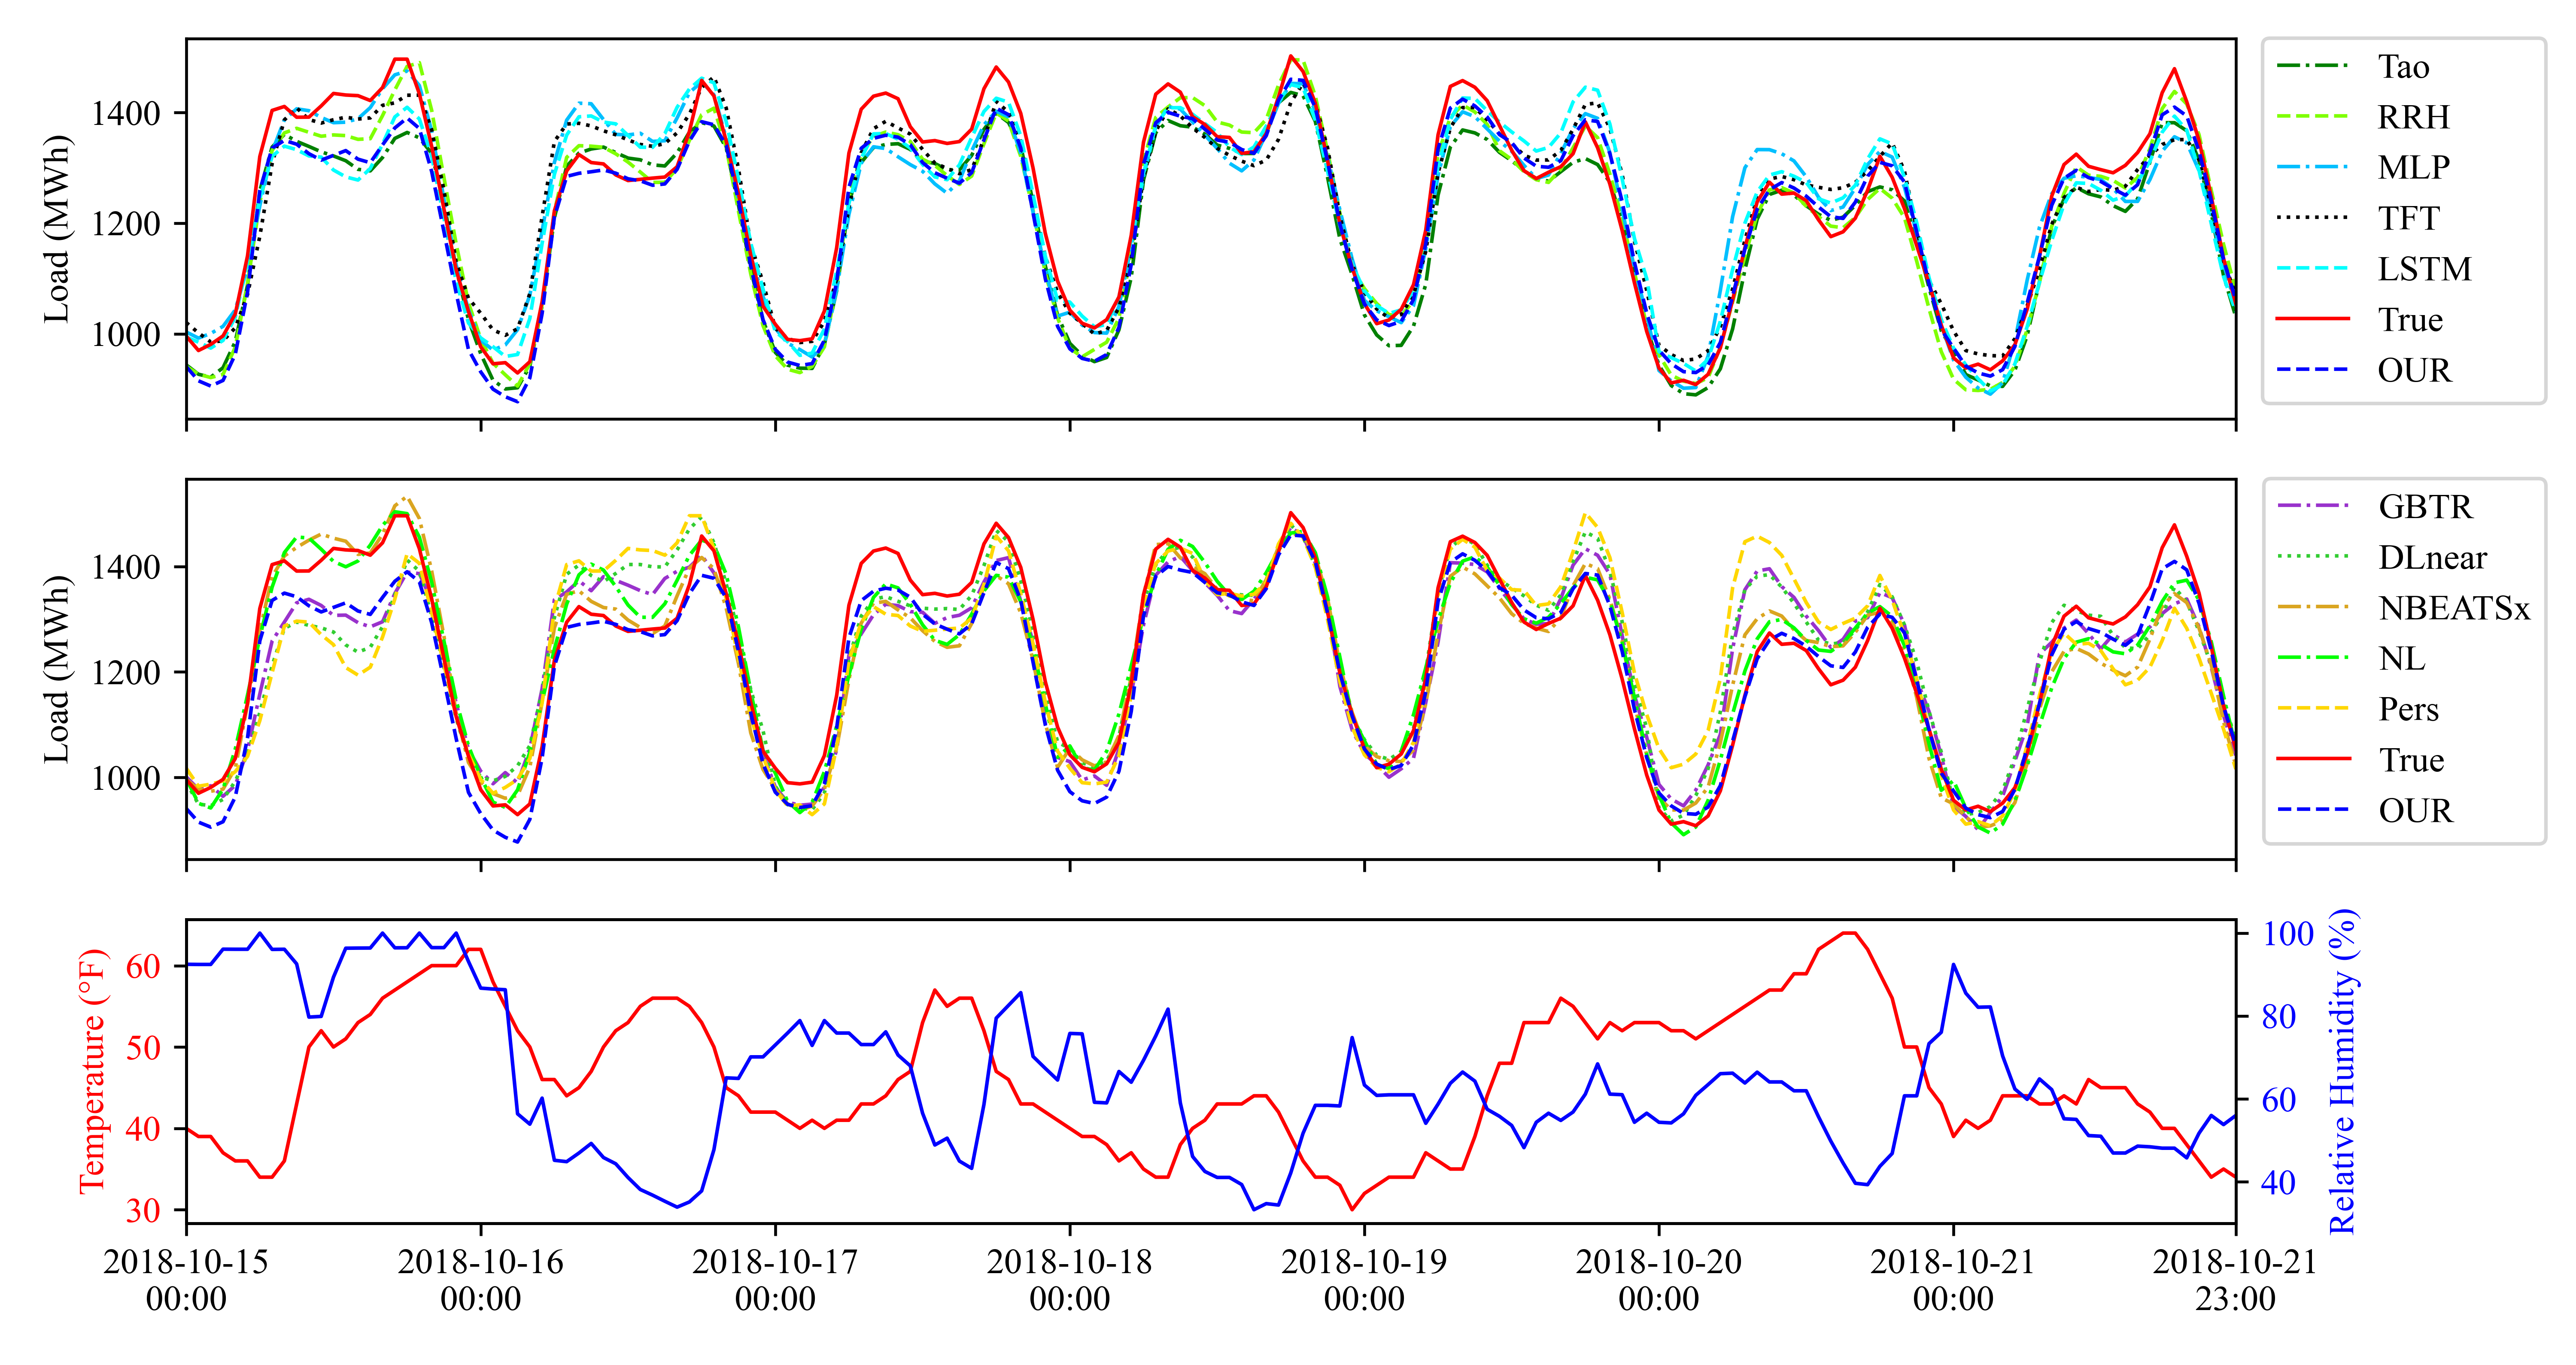 Load (MWh)
1400
1200
1000
Tao
RRH
MLP
TFT
LSTM
True
OUR
Load (MWh)
1400
1200
1000
GBTR
DLnear
NBEATSx
NL
Pers
True
OUR
Temperature (°F)
60
50
40
30
100
80
60
40
Relative Humidity (%)
2018-10-15
00:00
2018-10-16
00:00
2018-10-17
00:00
2018-10-18
00:00
2018-10-19
00:00
2018-10-20
00:00
2018-10-21
00:00
2018-10-21
23:00